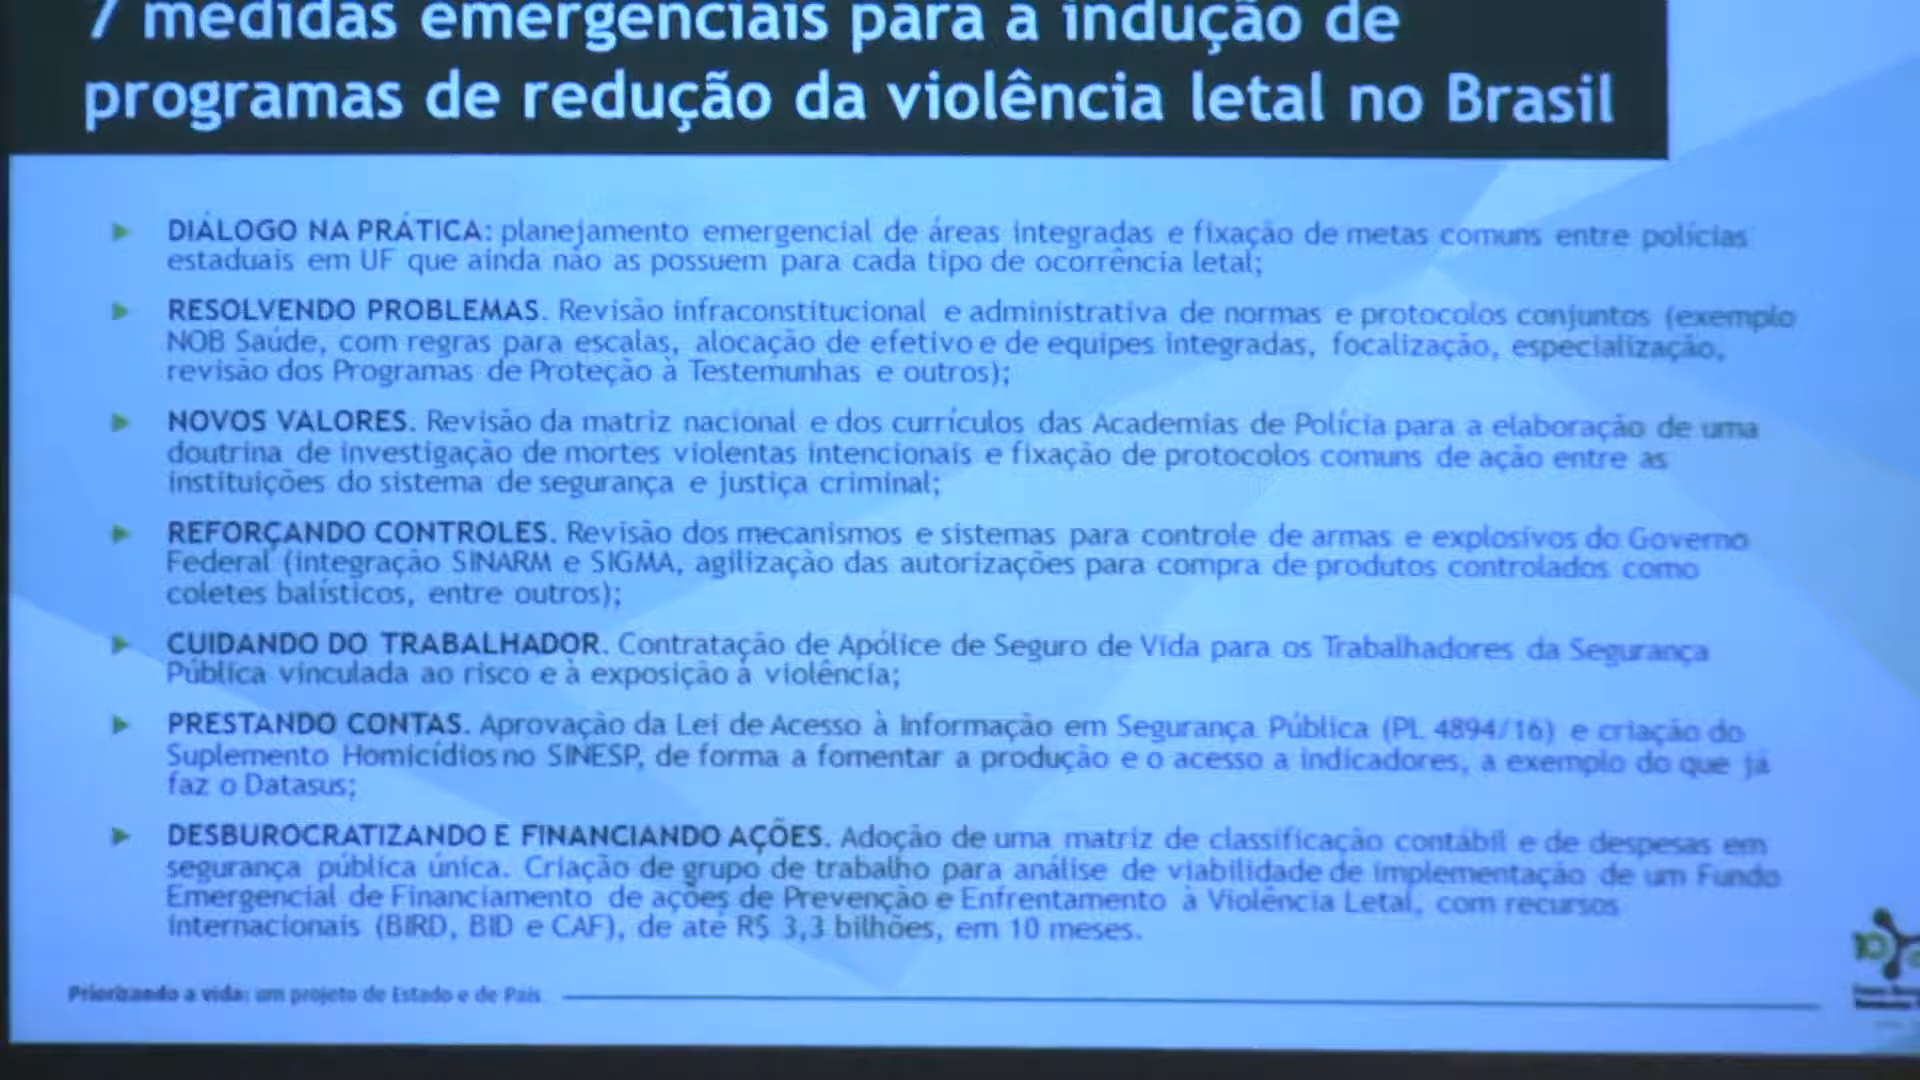 7 medidas emergenciais para a indução de
programas de redução da violência letal no Brasil
DIÁLOGO NA PRÁTICA: planejamento emergencial de áreas integradas e fixação de metas comuns entre polícias
estaduais em UF que ainda não as possuem para cada tipo de ocorrência letal;
RESOLVENDO PROBLEMAS. Revisão infraconstitucional e administrativa de normas e protocolos conjuntos (exemplo
NOB Saúde, com regras para escalas, alocação de efetivo e de equipes integradas, focalização, especialização,
revisão dos Programas de Proteção à Testemunhas e outros);
NOVOS VALORES. Revisão da matriz nacional e dos currículos das Academias de Polícia para a elaboração de uma
doutrina de investigação de mortes violentas intencionais e fixação de protocolos comuns de ação entre as
instituições do sistema de segurança e justiça criminal;
REFORÇANDO CONTROLES. Revisão dos mecanismos e sistemas para controle de armas e explosivos do Governo
Federal (integração SINARM e SIGMA, agilização das autorizações para compra de produtos controlados como
coletes balísticos, entre outros);
CUIDANDO DO TRABALHADOR. Contratação de Apólice de Seguro de Vida para os Trabalhadores da Segurança
Pública vinculada ao risco e à exposição à violência;
PRESTANDO CONTAS. Aprovação da Lei de Acesso à Informação em Segurança Pública (PL 4894/16) e criação do
Suplemento Homicídios no SINESP, de forma a fomentar a produção e o acesso a indicadores, a exemplo do que já
faz o Datasus;
DESBUROCRATIZANDO E FINANCIANDO AÇÕES. Adoção de uma matriz de classificação contábil e de despesas em
segurança pública única. Criação de grupo de trabalho para análise de viabilidade de implementação de um Fundo
Emergencial de Financiamento de ações de Prevenção e Enfrentamento à Violência Letal, com recursos
internacionais (BIRD, BID e CAF), de até R$ 3,3 bilhões, em 10 meses.
Priorizando a vida: um projeto de Estado e de País
10